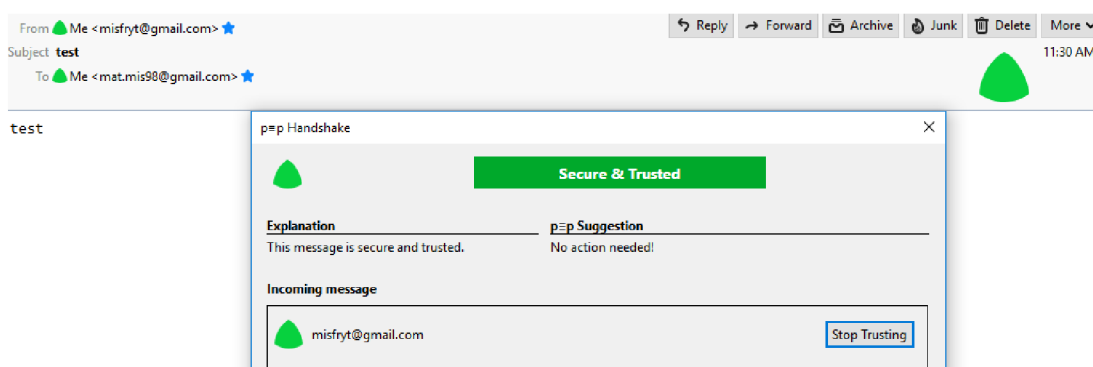 From Me <misfryt@gmail.com> Reply Forward Archive Junk Delete More
Subject test 11:30 AM
To Me <mat.mis98@gmail.com>
test
p≡p Handshake
Secure & Trusted
Explanation p≡p Suggestion
This message is secure and trusted. No action needed!
Incoming message
misfryt@gmail.com Stop Trusting